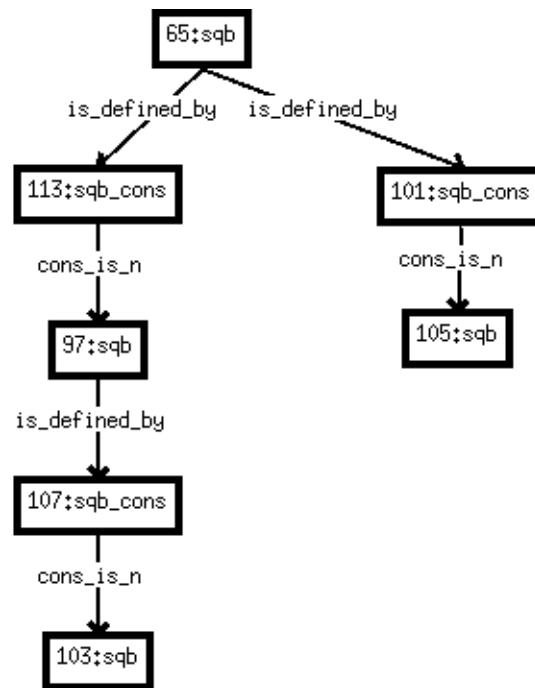 65:sqb
is_defined_by is_defined_by
113:sqb_cons 101:sqb_cons
cons_is_n cons_is_n
97:sqb 105:sqb
is_defined_by
107:sqb_cons
cons_is_n
103:sqb